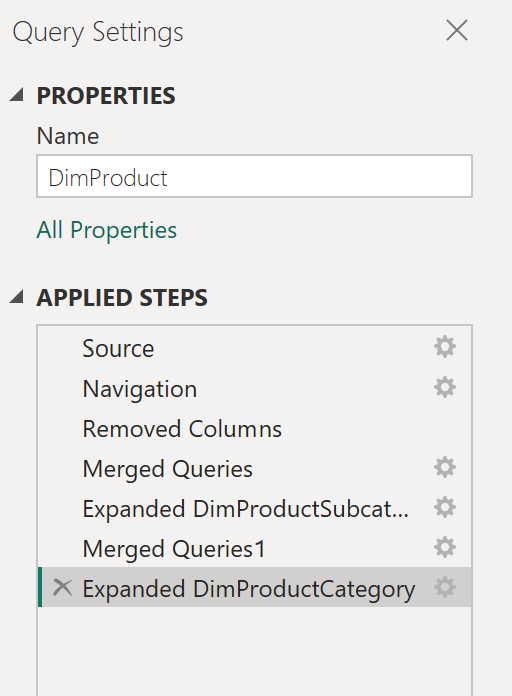 Query Settings
PROPERTIES
Name
DimProduct
All Properties
APPLIED STEPS
Source
Navigation
Removed Columns
Merged Queries
Expanded DimProductSubcat...
Merged Queries1
Expanded DimProductCategory